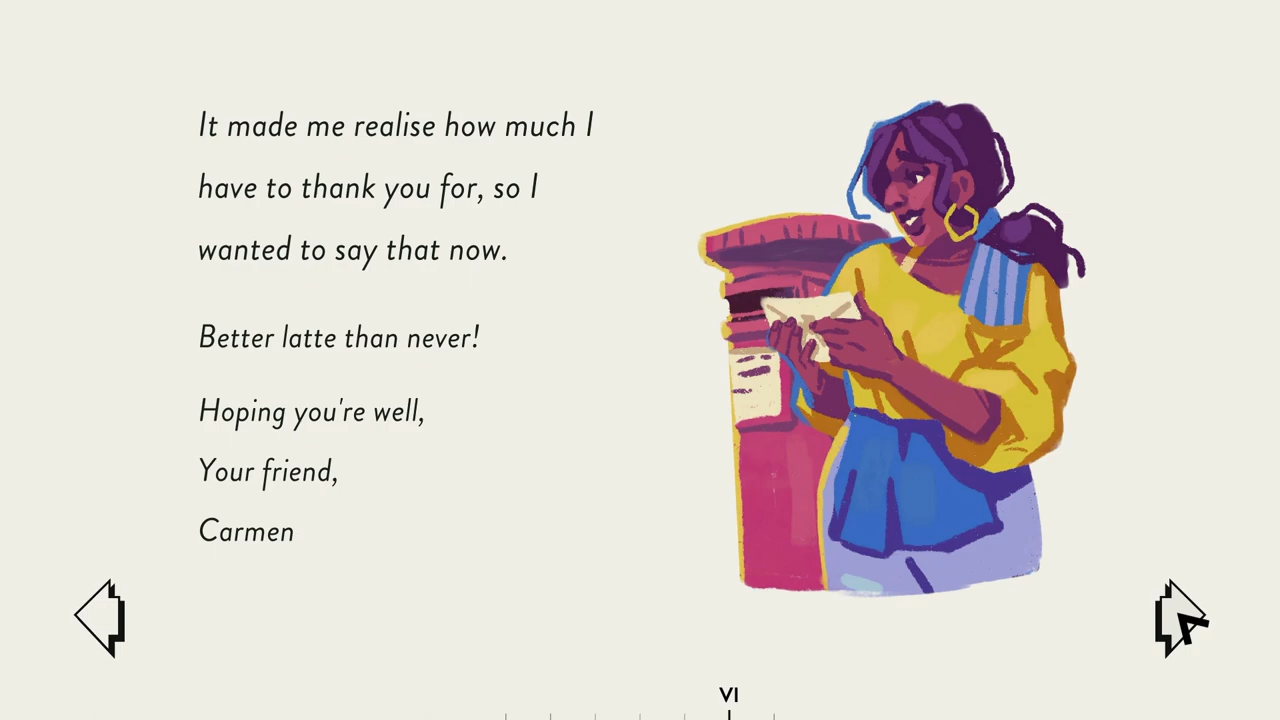 It made me realise how much I
have to thank you for, so I
wanted to say that now.
Better latte than never!
Hoping you're well,
Your friend,
Carmen
VI